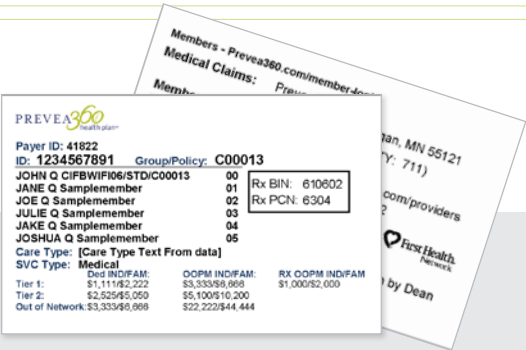 Members - Prevea360.com/member-
Medical Claims:
PREVEA360
health plan
Payer ID: 41822
ID: 1234567891 Group/Policy: C00013
JOHN Q CIFBWIFI06/STD/C00013 00
JANE Q Samplemember 01
JOE Q Samplemember 02
JULIE Q Samplemember 03
JAKE Q Samplemember 04
JOSHUA Q Samplemember 05
Rx BIN: 610602
Rx PCN: 6304
Care Type: [Care Type Text From data]
SVC Type: Medical
Ded IND/FAM: OOPM IND/FAM: RX OOPM IND/FAM
Tier 1: $1,111/$2,222 $3,333/$6,666 $1,000/$2,000
Tier 2: $2,525/$5,050 $5,100/$10,200
Out of Network: $3,333/$6,666 $22,222/$44,444
an, MN 55121
Y: 711)
com/providers
First Health.
Network
by Dean